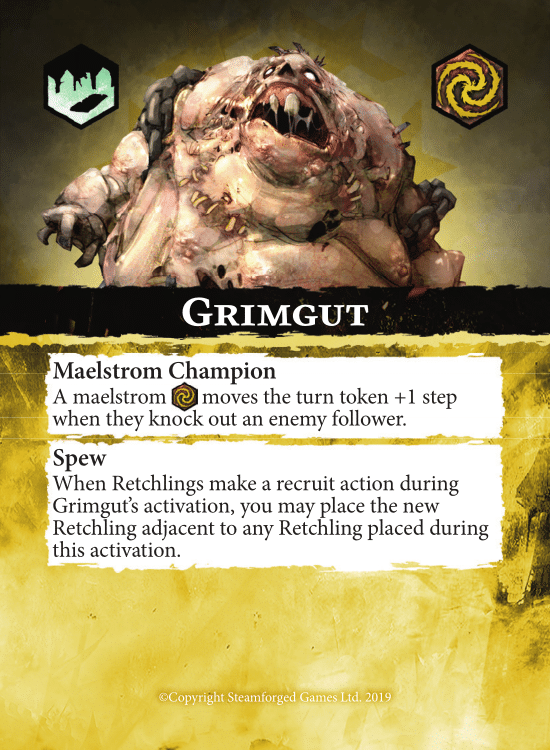 Grimgut
Maelstrom Champion
A maelstrom moves the turn token +1 step
when they knock out an enemy follower.
Spew
When Retchlings make a recruit action during
Grimgut’s activation, you may place the new
Retchling adjacent to any Retchling placed during
this activation.
©Copyright Steamforged Games Ltd. 2019